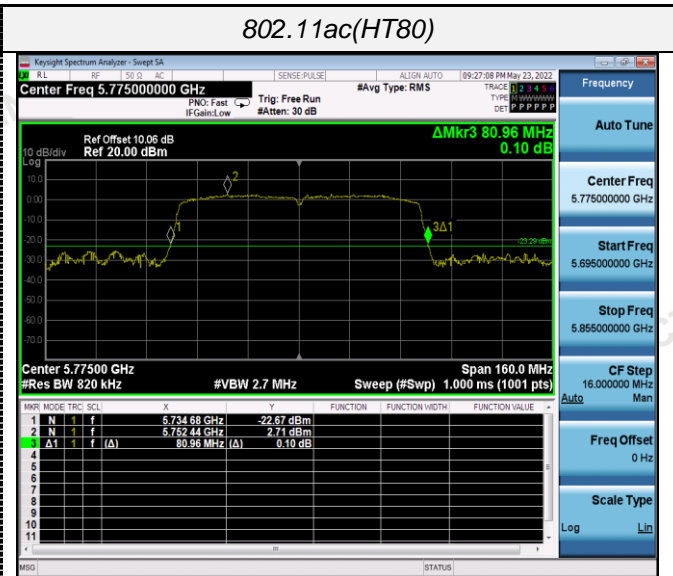 802.11ac(HT80)
Keysight Spectrum Analyzer - Swept SA
RL RF 50 Ω AC SENSE:PULSE ALIGN AUTO 09:27:08 PM May 23, 2022
Center Freq 5.775000000 GHz #Avg Type: RMS TRACE 1 2 3 4 5 6
PNO: Fast Trig: Free Run TYPE M WWWWW
IFGain:Low #Atten: 30 dB DET P P P P P P
Frequency
Auto Tune
ΔMkr3 80.96 MHz
Ref Offset 10.06 dB 0.10 dB
10 dB/div Ref 20.00 dBm
Log
10.0
0.00
-10.0
-20.0
-30.0
-40.0
-50.0
-60.0
-70.0
2
1
3Δ1
-23.29 dBm
Center Freq
5.775000000 GHz
Start Freq
5.695000000 GHz
Stop Freq
5.855000000 GHz
Center 5.77500 GHz Span 160.0 MHz
#Res BW 820 kHz #VBW 2.7 MHz Sweep (#Swp) 1.000 ms (1001 pts)
CF Step
16.000000 MHz
Auto Man
MKR MODE TRC SCL X Y FUNCTION FUNCTION WIDTH FUNCTION VALUE
1 N 1 f 5.734 68 GHz -22.67 dBm
2 N 1 f 5.752 44 GHz 2.71 dBm
3 Δ1 1 f (Δ) 80.96 MHz (Δ) 0.10 dB
4
5
6
7
8
9
10
11
Freq Offset
0 Hz
Scale Type
Log Lin
MSG STATUS